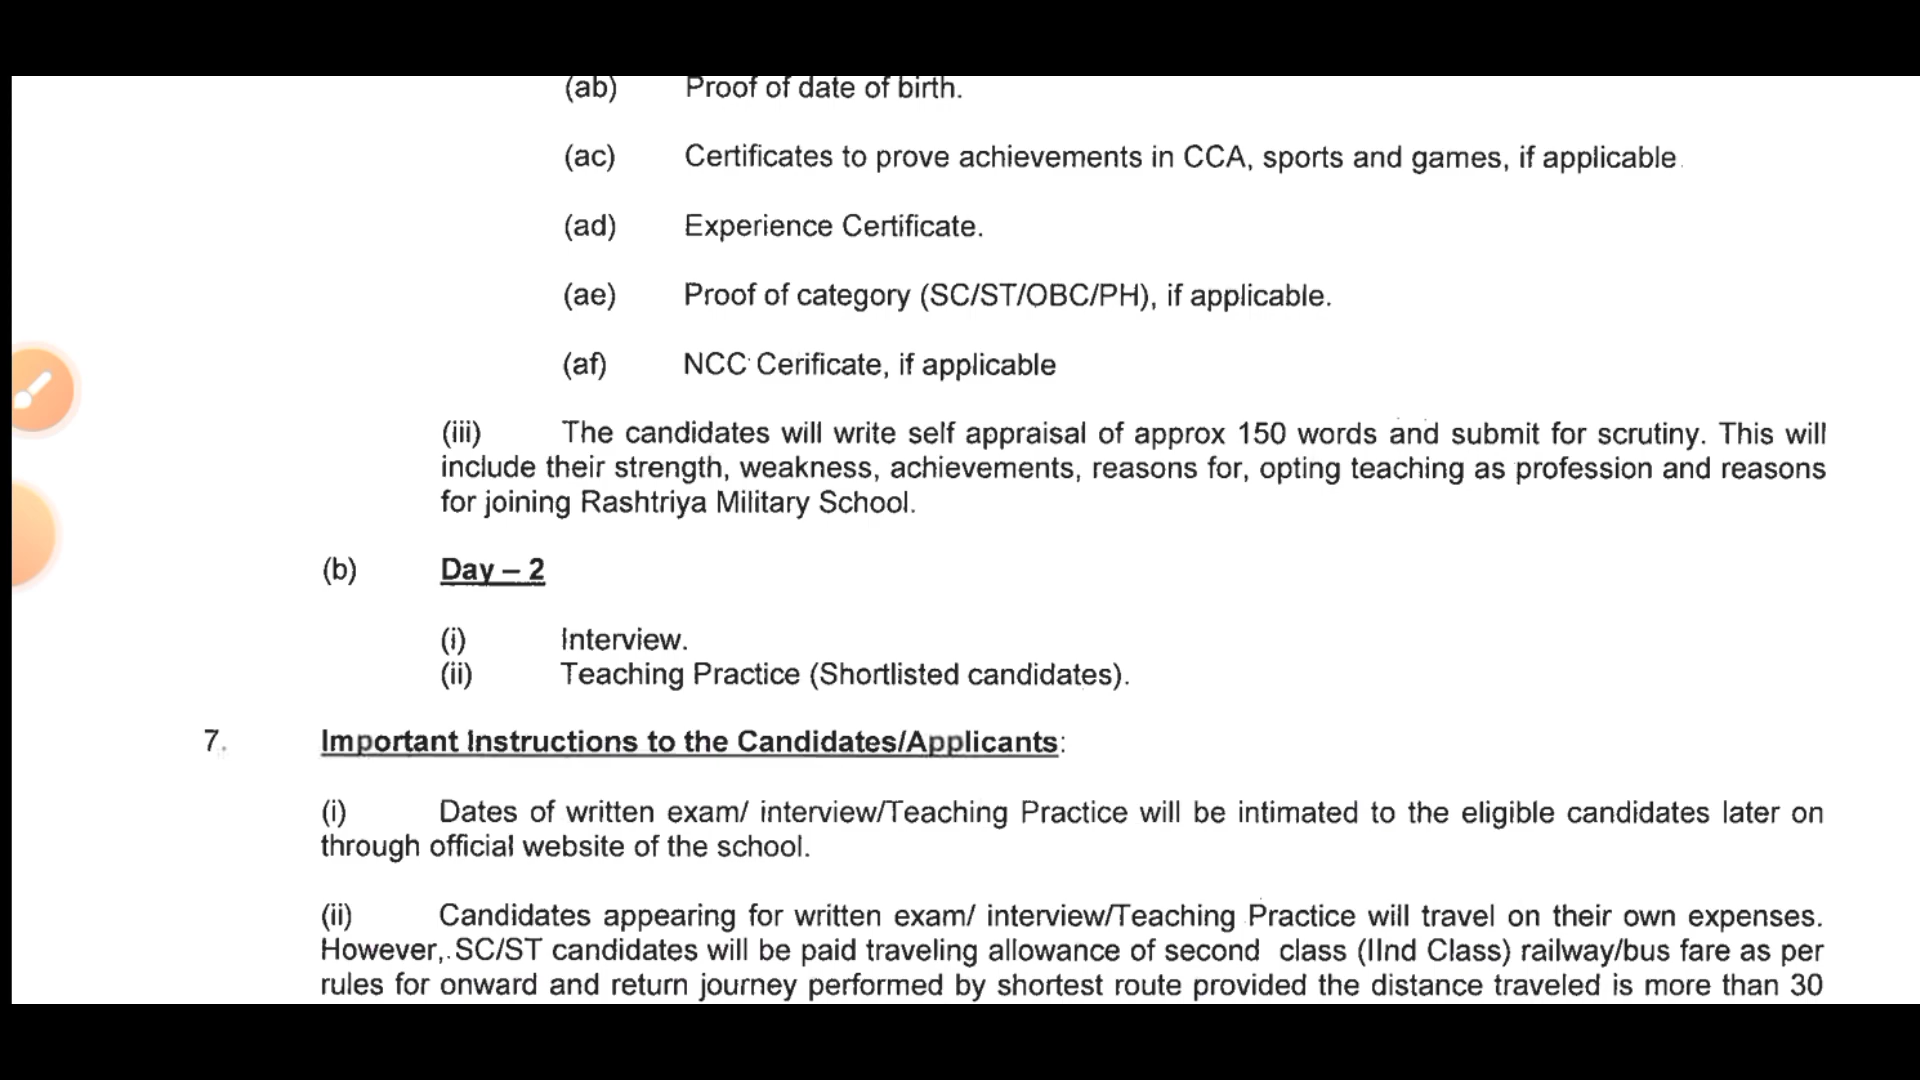 (ab) Proof of date of birth.
(ac) Certificates to prove achievements in CCA, sports and games, if applicable.
(ad) Experience Certificate.
(ae) Proof of category (SC/ST/OBC/PH), if applicable.
(af) NCC Cerificate, if applicable
(iii) The candidates will write self appraisal of approx 150 words and submit for scrutiny. This will
include their strength, weakness, achievements, reasons for, opting teaching as profession and reasons
for joining Rashtriya Military School.
(b) Day – 2
(i) Interview.
(ii) Teaching Practice (Shortlisted candidates).
7. Important Instructions to the Candidates/Applicants:
(i) Dates of written exam/ interview/Teaching Practice will be intimated to the eligible candidates later on
through official website of the school.
(ii) Candidates appearing for written exam/ interview/Teaching Practice will travel on their own expenses.
However, SC/ST candidates will be paid traveling allowance of second class (IInd Class) railway/bus fare as per
rules for onward and return journey performed by shortest route provided the distance traveled is more than 30